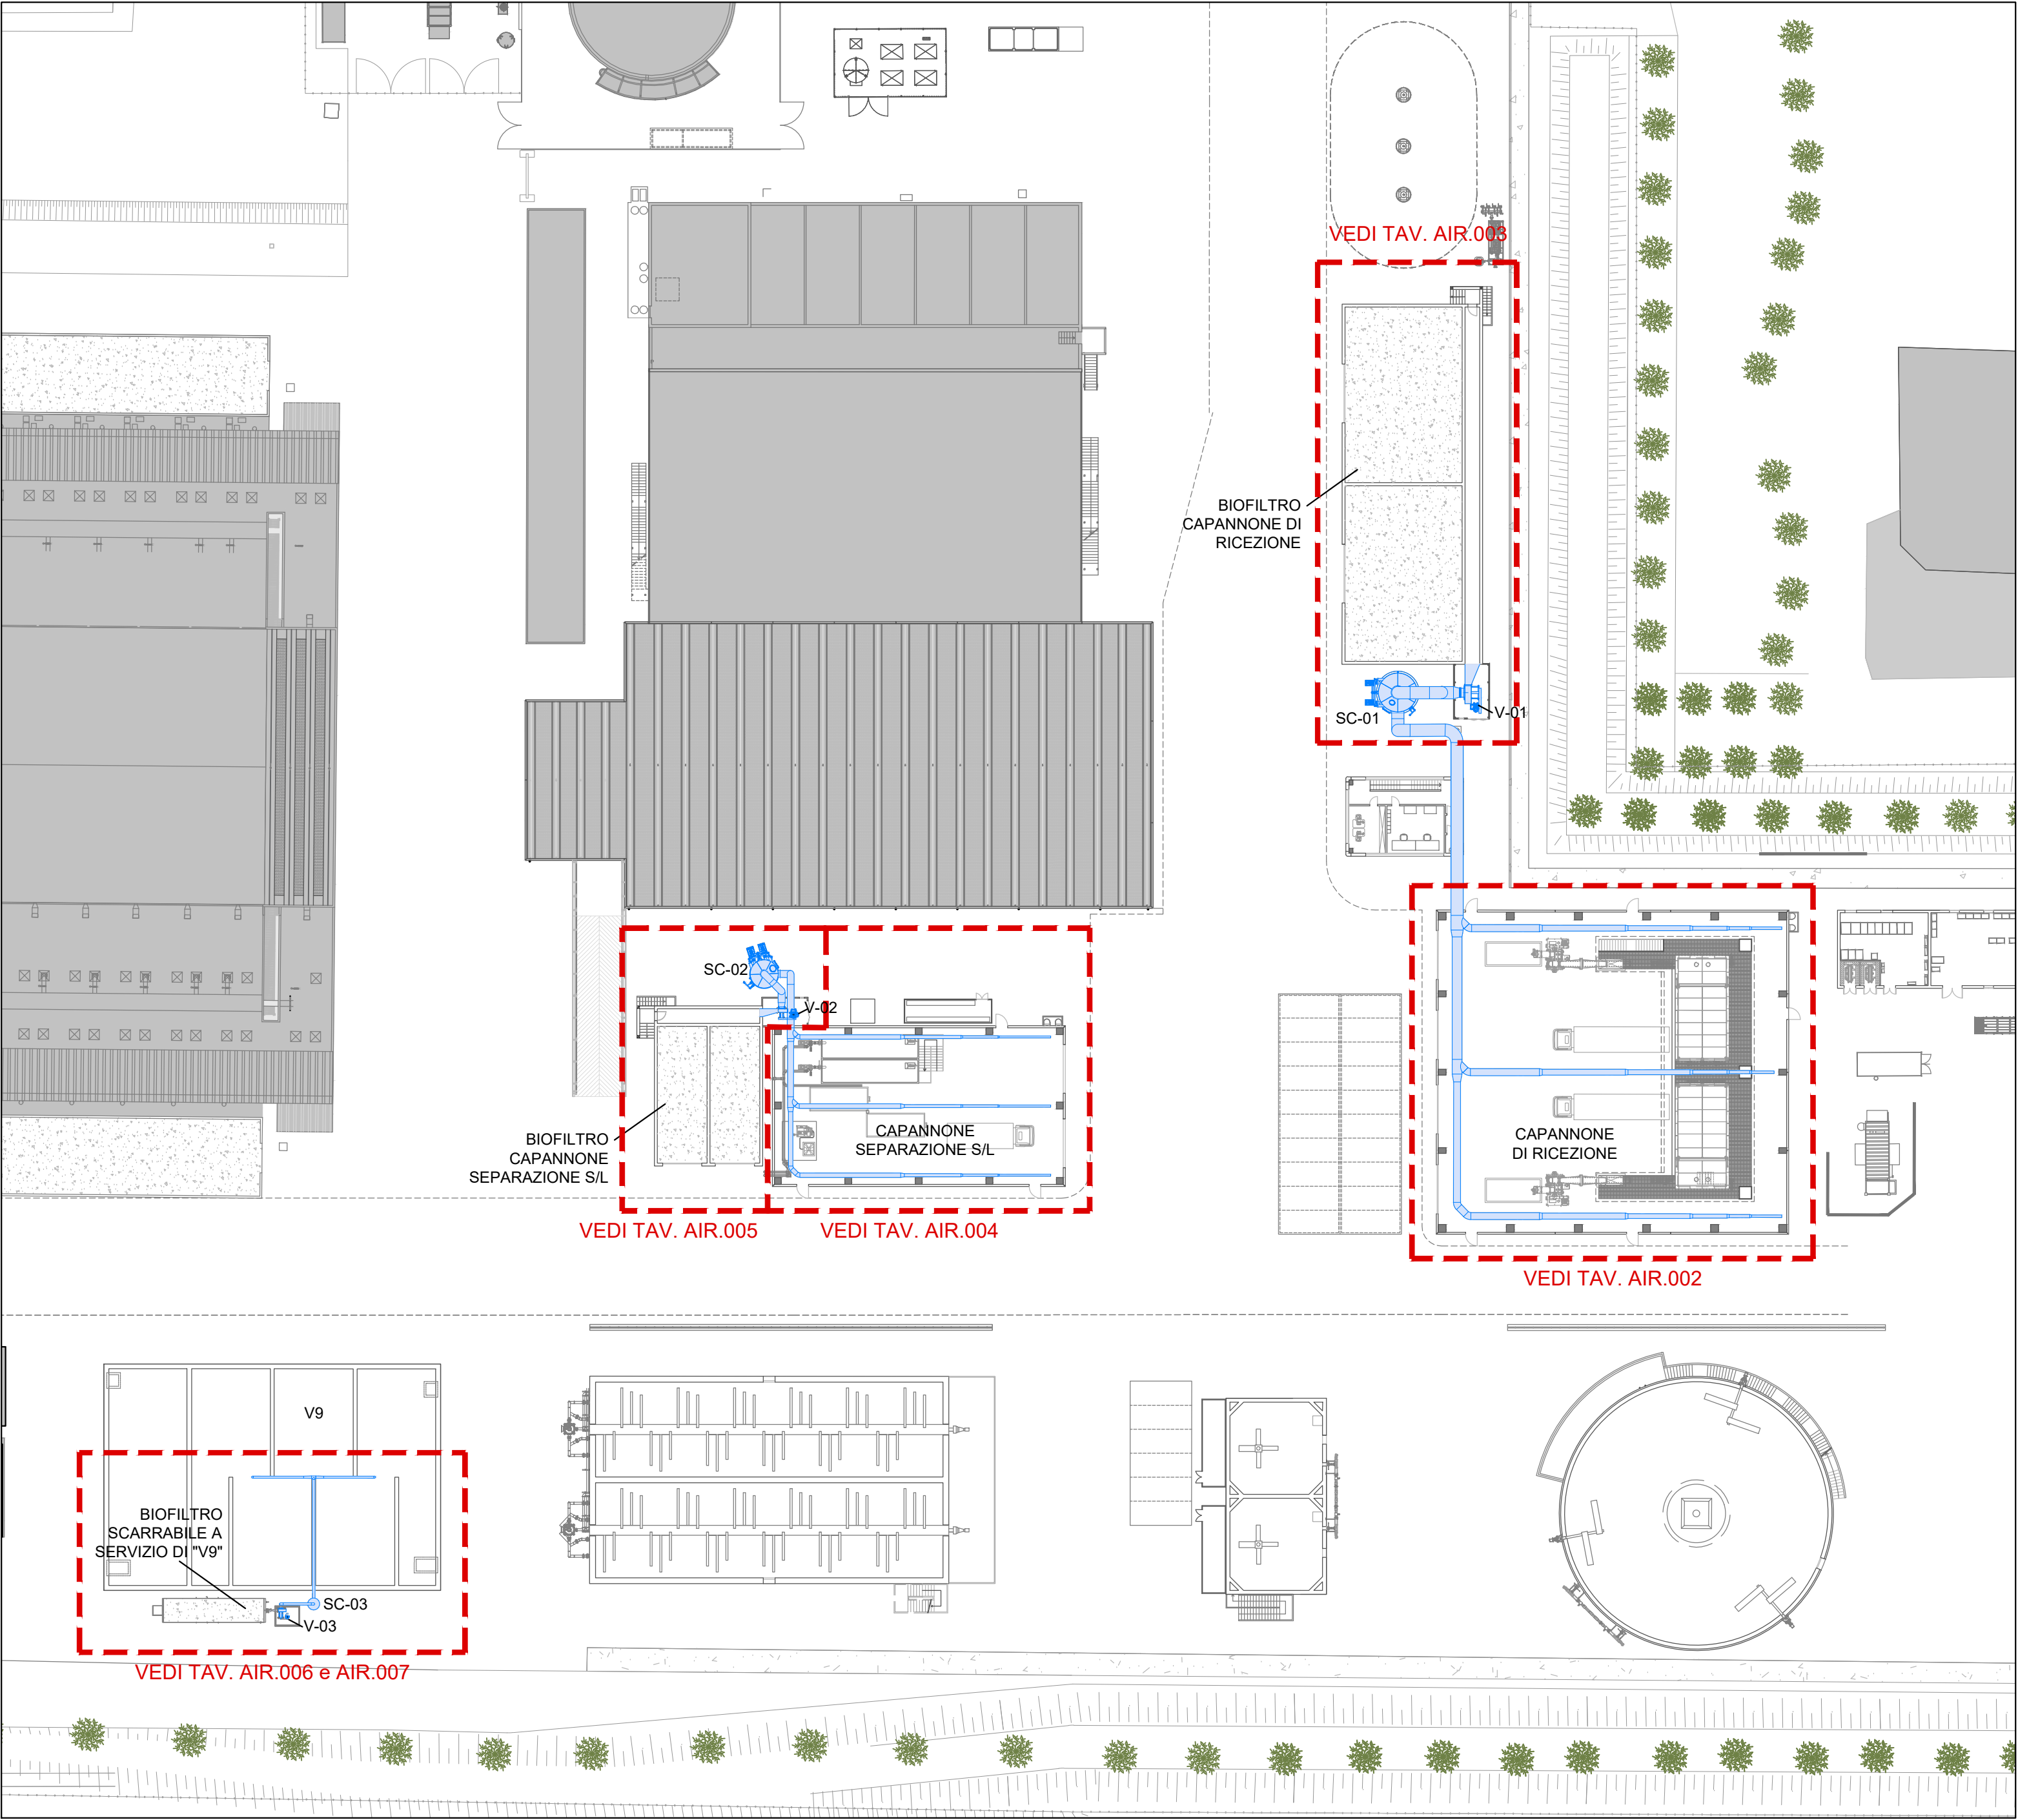 VEDI TAV. AIR.003
BIOFILTRO
CAPANNONE DI
RICEZIONE
SC-01
V-01
SC-02
V-02
BIOFILTRO
CAPANNONE
SEPARAZIONE S/L
CAPANNONE
SEPARAZIONE S/L
CAPANNONE
DI RICEZIONE
VEDI TAV. AIR.005
VEDI TAV. AIR.004
VEDI TAV. AIR.002
V9
BIOFILTRO
SCARRABILE A
SERVIZIO DI "V9"
SC-03
V-03
VEDI TAV. AIR.006 e AIR.007